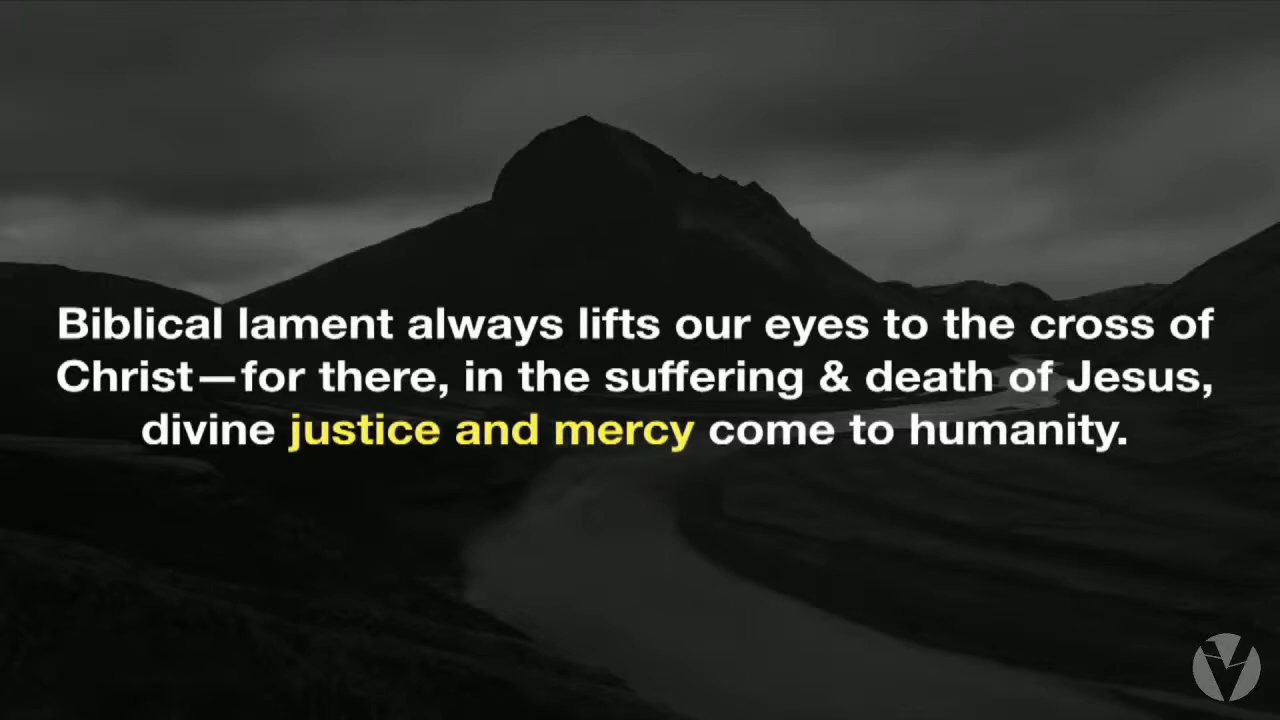 Biblical lament always lifts our eyes to the cross of
Christ—for there, in the suffering & death of Jesus,
divine justice and mercy come to humanity.